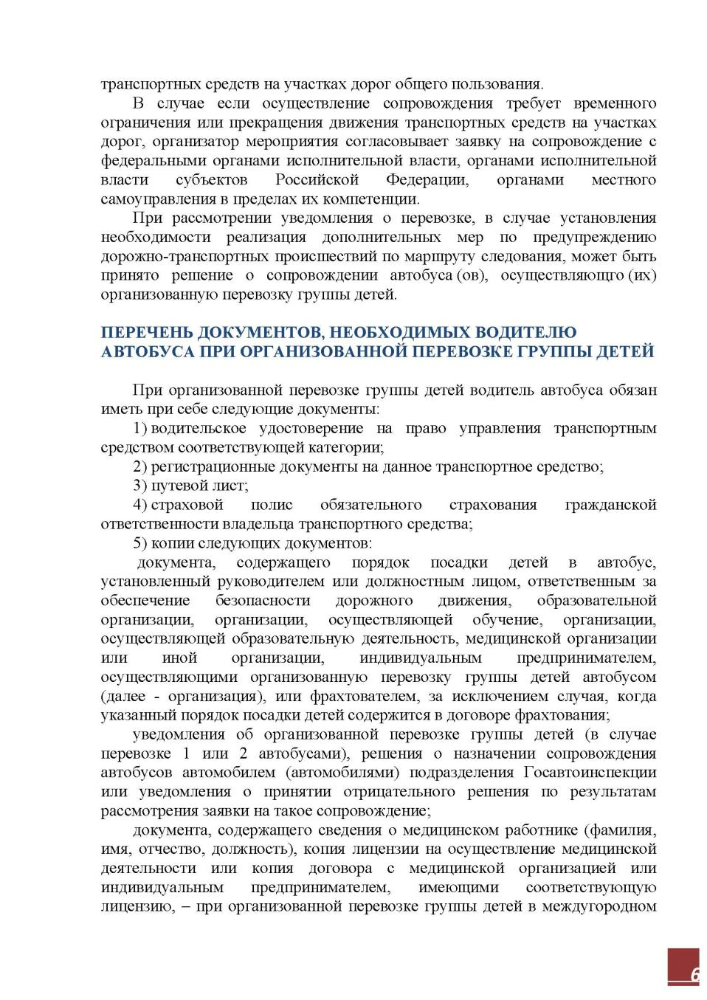 транспортных средств на участках дорог общего пользования.
В случае если осуществление сопровождения требует временного
ограничения или прекращения движения транспортных средств на участках
дорог, организатор мероприятия согласовывает заявку на сопровождение с
федеральными органами исполнительной власти, органами исполнительной
власти субъектов Российской Федерации, органами местного
самоуправления в пределах их компетенции.
При рассмотрении уведомления о перевозке, в случае установления
необходимости реализация дополнительных мер по предупреждению
дорожно-транспортных происшествий по маршруту следования, может быть
принято решение о сопровождении автобуса (ов), осуществляющго (их)
организованную перевозку группы детей.
ПЕРЕЧЕНЬ ДОКУМЕНТОВ, НЕОБХОДИМЫХ ВОДИТЕЛЮ
АВТОБУСА ПРИ ОРГАНИЗОВАННОЙ ПЕРЕВОЗКЕ ГРУППЫ ДЕТЕЙ
При организованной перевозке группы детей водитель автобуса обязан
иметь при себе следующие документы:
1) водительское удостоверение на право управления транспортным
средством соответствующей категории;
2) регистрационные документы на данное транспортное средство;
3) путевой лист;
4) страховой полис обязательного страхования гражданской
ответственности владельца транспортного средства;
5) копии следующих документов:
документа, содержащего порядок посадки детей в автобус,
установленный руководителем или должностным лицом, ответственным за
обеспечение безопасности дорожного движения, образовательной
организации, организации, осуществляющей обучение, организации,
осуществляющей образовательную деятельность, медицинской организации
или иной организации, индивидуальным предпринимателем,
осуществляющими организованную перевозку группы детей автобусом
(далее - организация), или фрахтователем, за исключением случая, когда
указанный порядок посадки детей содержится в договоре фрахтования;
уведомления об организованной перевозке группы детей (в случае
перевозке 1 или 2 автобусами), решения о назначении сопровождения
автобусов автомобилем (автомобилями) подразделения Госавтоинспекции
или уведомления о принятии отрицательного решения по результатам
рассмотрения заявки на такое сопровождение;
документа, содержащего сведения о медицинском работнике (фамилия,
имя, отчество, должность), копия лицензии на осуществление медицинской
деятельности или копия договора с медицинской организацией или
индивидуальным предпринимателем, имеющими соответствующую
лицензию, – при организованной перевозке группы детей в междугородном
6